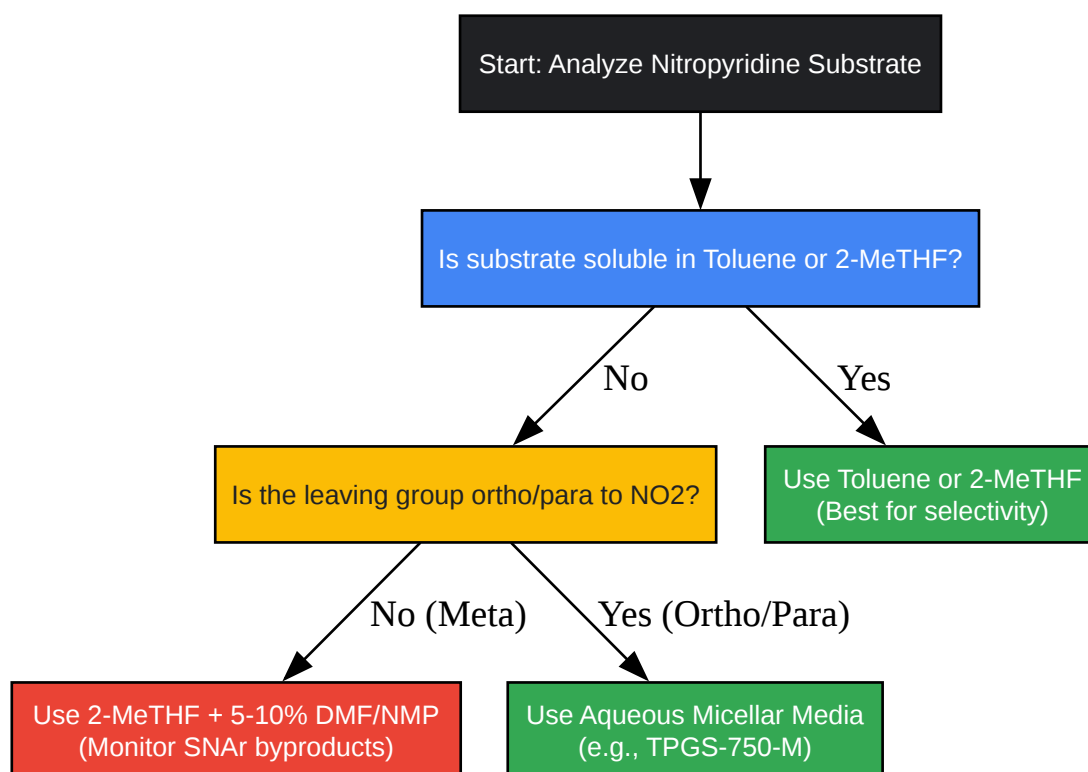 Start: Analyze Nitropyridine Substrate
Is substrate soluble in Toluene or 2-MeTHF?
No
Yes
Is the leaving group ortho/para to NO2?
Use Toluene or 2-MeTHF
(Best for selectivity)
No (Meta)
Yes (Ortho/Para)
Use 2-MeTHF + 5-10% DMF/NMP
(Monitor SNAr byproducts)
Use Aqueous Micellar Media
(e.g., TPGS-750-M)